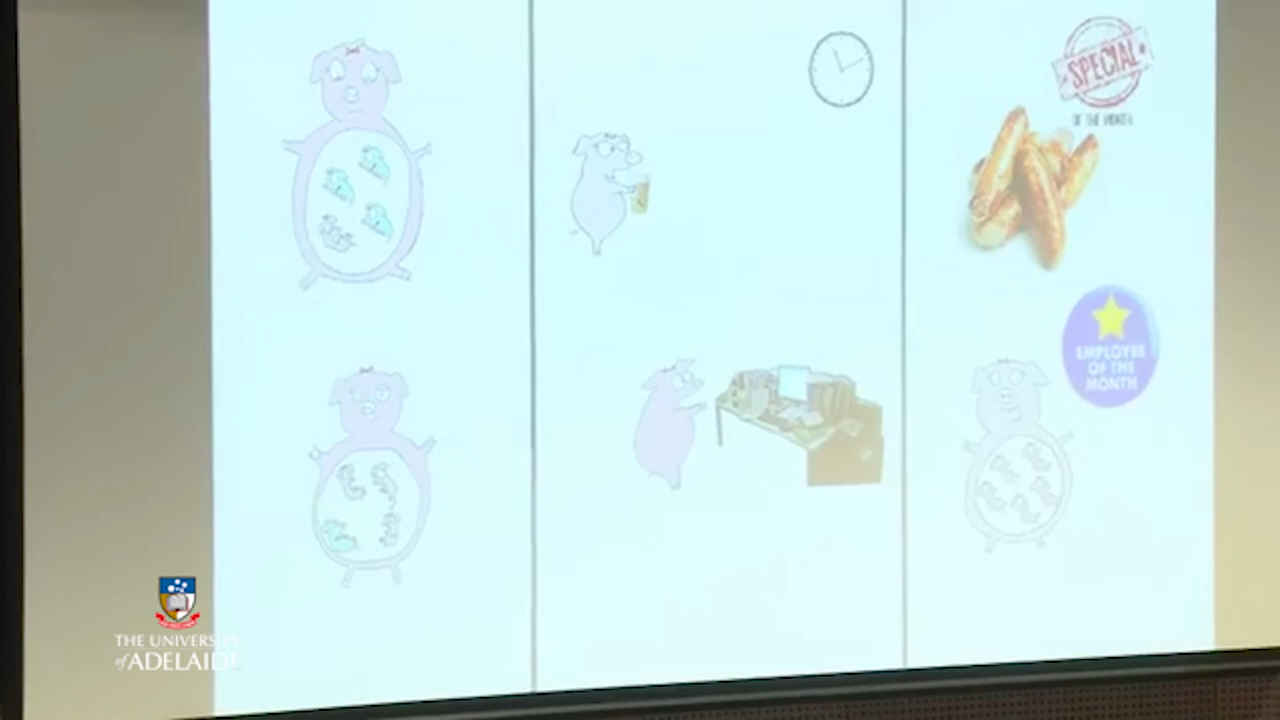 SPECIAL
OF THE MONTH
EMPLOYEE
OF THE
MONTH
THE UNIVERSITY
of ADELAIDE